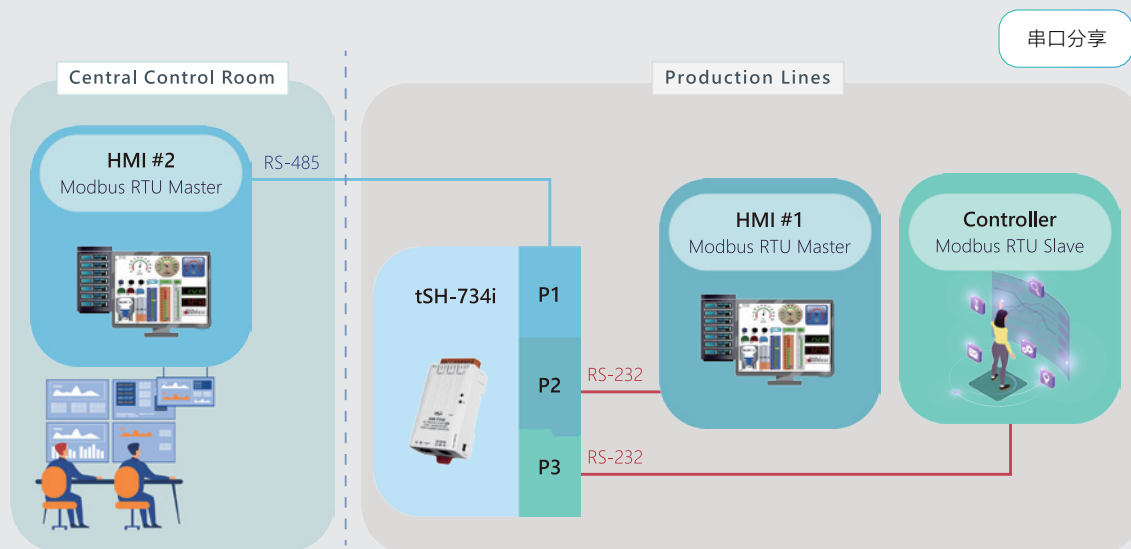 串口分享
Central Control Room
Production Lines
HMI #2
Modbus RTU Master
RS-485
HMI #1
Modbus RTU Master
Controller
Modbus RTU Slave
tSH-734i
P1
P2
RS-232
P3
RS-232